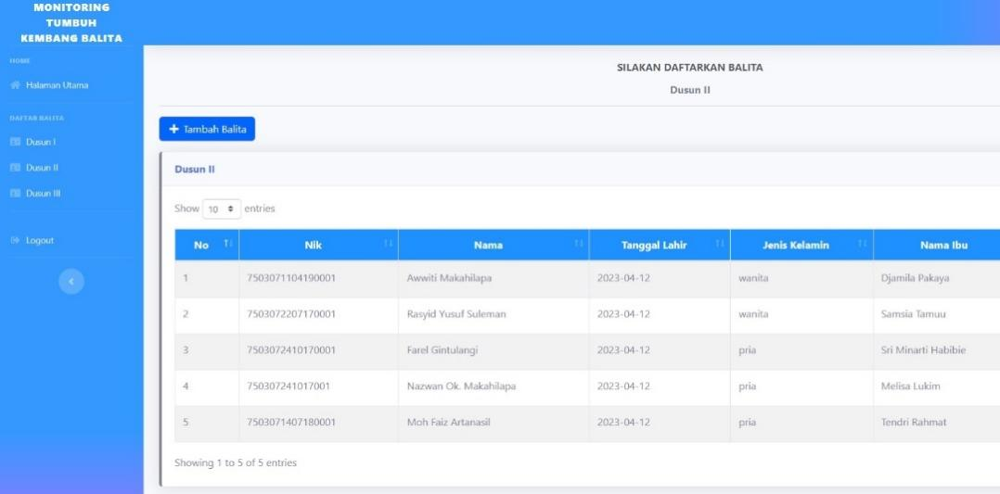 MONITORING
TUMBUH
KEMBANG BALITA
HOME
Halaman Utama
DAFTAR BALITA
Dusun I
Dusun II
Dusun III
Logout
SILAKAN DAFTARKAN BALITA
Dusun II
+ Tambah Balita
Dusun II
Show 10 entries
No Nik Nama Tanggal Lahir Jenis Kelamin Nama Ibu
1 7503071104190001 Awwiti Makahilapa 2023-04-12 wanita Djamila Pakaya
2 7503072207170001 Rasyid Yusuf Suleman 2023-04-12 wanita Samsia Tamuu
3 7503072410170001 Farel Gintulangi 2023-04-12 pria Sri Minarti Habibie
4 750307241017001 Nazwan Ok. Makahilapa 2023-04-12 pria Melisa Lukim
5 7503071407180001 Moh Faiz Artanasil 2023-04-12 pria Tendri Rahmat
Showing 1 to 5 of 5 entries